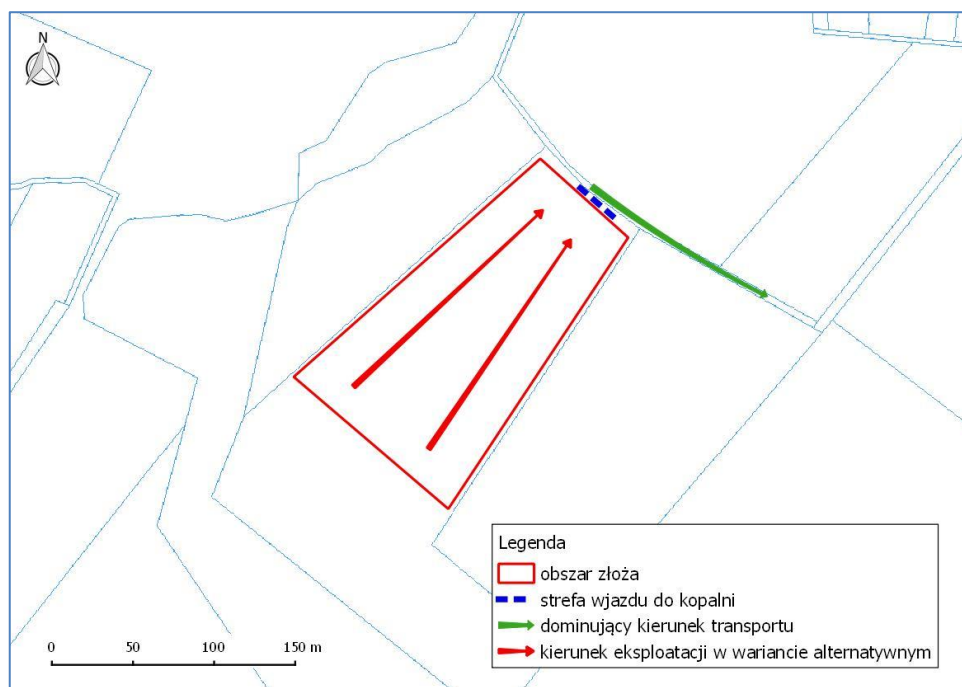 N
Legenda
obszar złoża
strefa wjazdu do kopalni
dominujący kierunek transportu
kierunek eksploatacji w wariancie alternatywnym
0 50 100 150 m